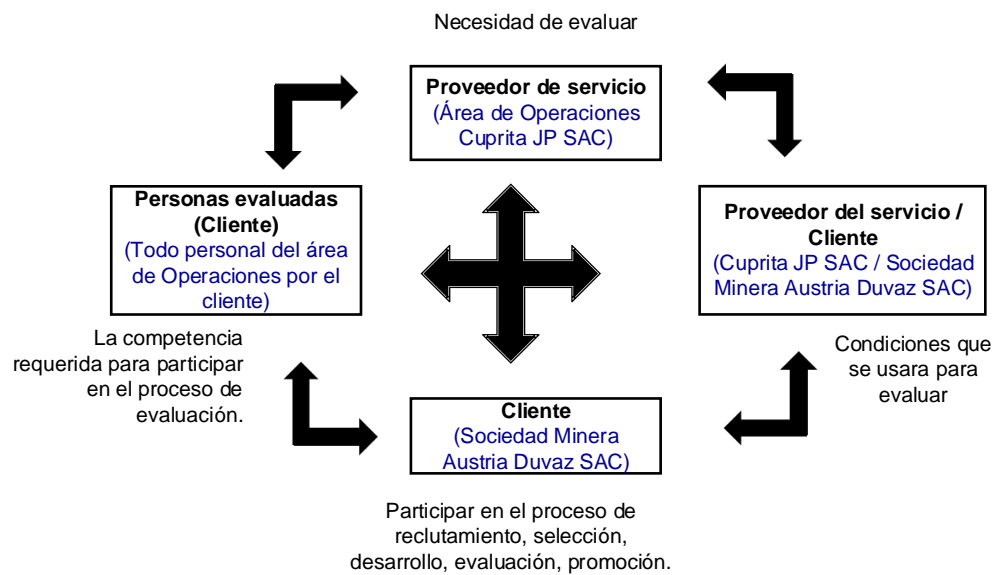 Necesidad de evaluar
Proveedor de servicio
(Área de Operaciones
Cuprita JP SAC)
Personas evaluadas
(Cliente)
(Todo personal del área
de Operaciones por el
cliente)
Proveedor del servicio /
Cliente
(Cuprita JP SAC / Sociedad
Minera Austria Duvaz SAC)
La competencia
requerida para participar
en el proceso de
evaluación.
Condiciones que
se usara para
evaluar
Cliente
(Sociedad Minera
Austria Duvaz SAC)
Participar en el proceso de
reclutamiento, selección,
desarrollo, evaluación, promoción.